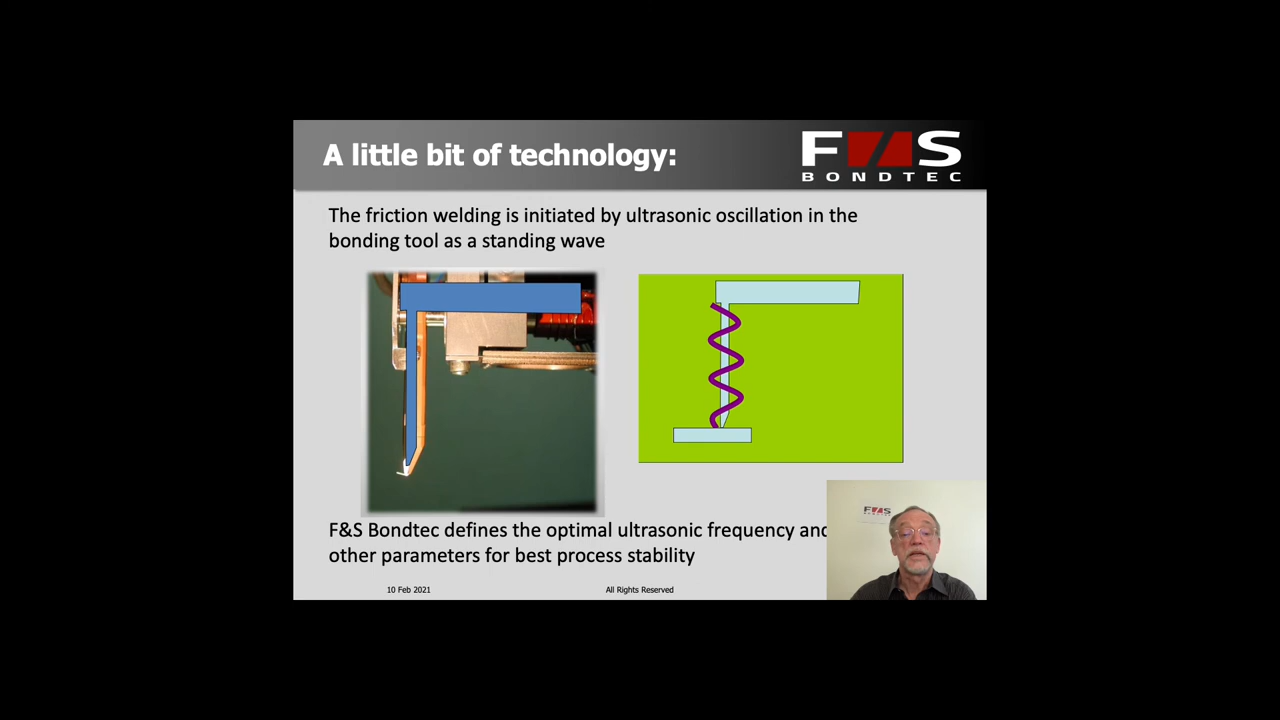 A little bit of technology:
F S
BONDTEC
The friction welding is initiated by ultrasonic oscillation in the
bonding tool as a standing wave
F&S Bondtec defines the optimal ultrasonic frequency and
other parameters for best process stability
F S
BONDTEC
10 Feb 2021
All Rights Reserved